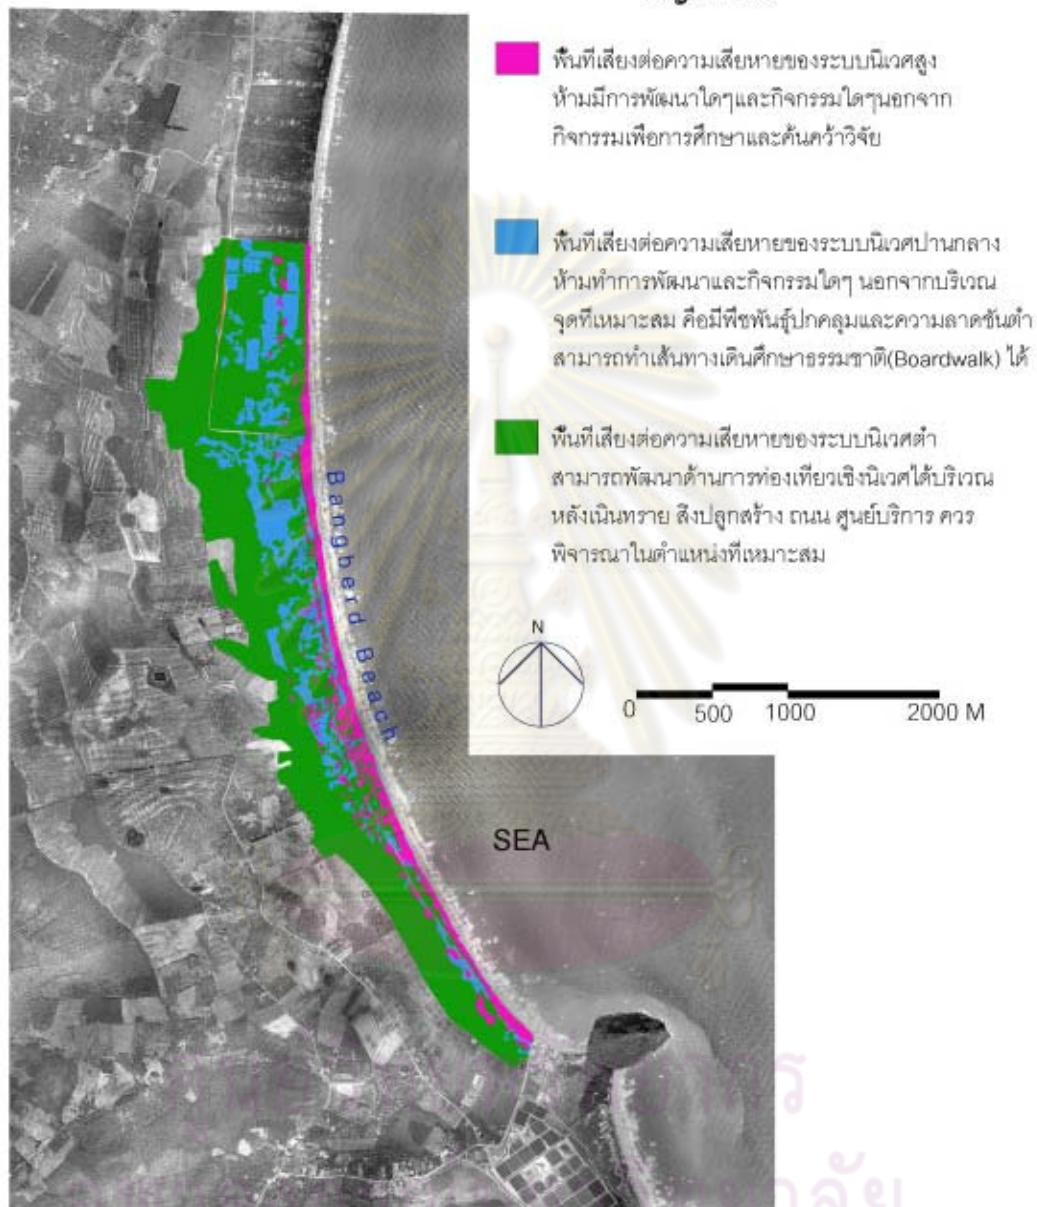 พื้นที่เสี่ยงต่อความเสียหายของระบบนิเวศสูง
ห้ามมีการพัฒนาใดๆและกิจกรรมใดๆนอกจาก
กิจกรรมเพื่อการศึกษาและค้นคว้าวิจัย
พื้นที่เสี่ยงต่อความเสียหายของระบบนิเวศปานกลาง
ห้ามทำการพัฒนาและกิจกรรมใดๆ นอกจากบริเวณ
จุดที่เหมาะสม คือมีพืชพันธุ์ปกคลุมและความลาดชันต่ำ
สามารถทำเส้นทางเดินศึกษาธรรมชาติ(Boardwalk) ได้
พื้นที่เสี่ยงต่อความเสียหายของระบบนิเวศต่ำ
สามารถพัฒนาด้านการท่องเที่ยวเชิงนิเวศได้บริเวณ
หลังเนินทราย สิ่งปลูกสร้าง ถนน ศูนย์บริการ ควร
พิจารณาในตำแหน่งที่เหมาะสม
Bangberd Beach
N
0 500 1000 2000 M
SEA